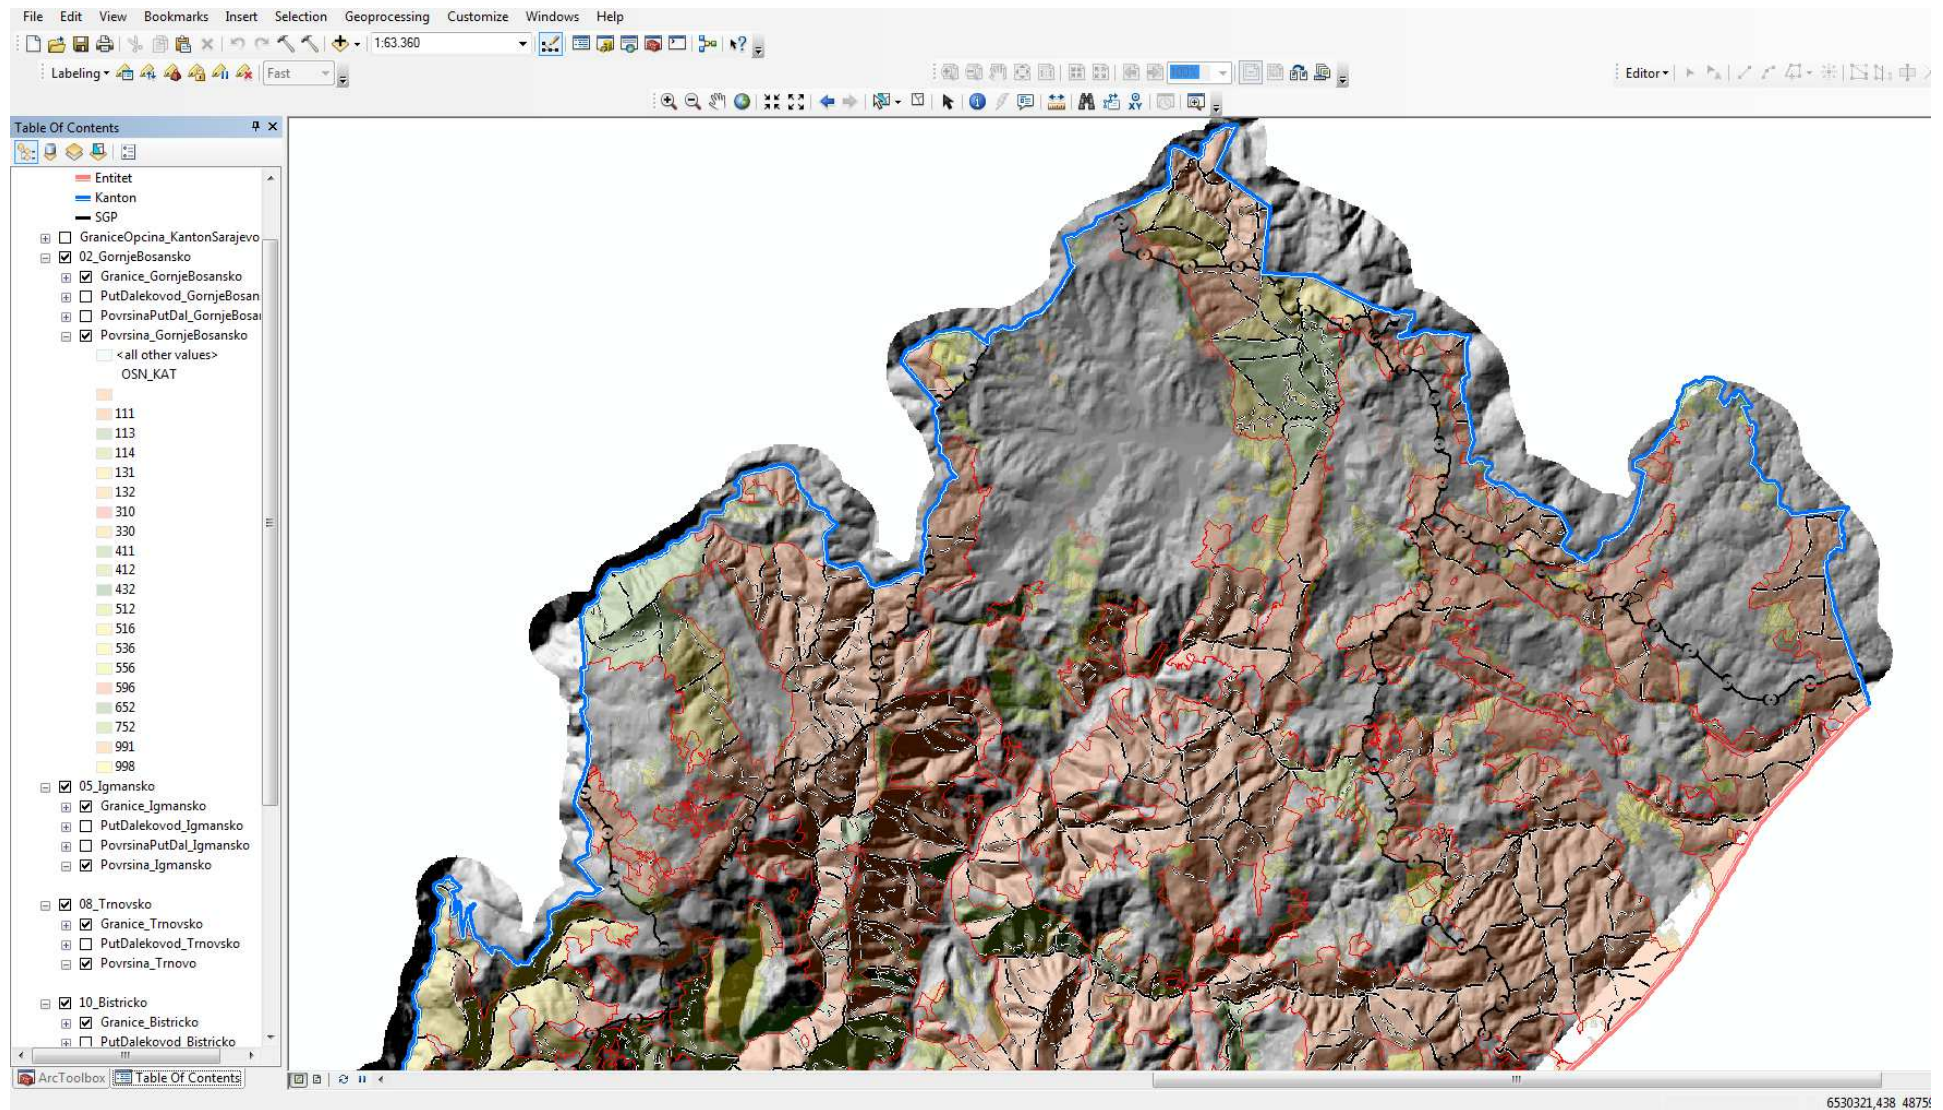 File Edit View Bookmarks Insert Selection Geoprocessing Customize Windows Help
1:63.360
Labeling Fast 100% Editor
Table Of Contents
Entitet
Kanton
SGP
GraniceOpcina_KantonSarajevo
02_GornjeBosansko
Granice_GornjeBosansko
PutDalekovod_GornjeBosan
PovrsinaPutDal_GornjeBosa
Povrsina_GornjeBosansko
<all other values>
OSN_KAT
111
113
114
131
132
310
330
411
412
432
512
516
536
556
596
652
752
991
998
05_Igmansko
Granice_Igmansko
PutDalekovod_Igmansko
PovrsinaPutDal_Igmansko
Povrsina_Igmansko
08_Trnovsko
Granice_Trnovsko
PutDalekovod_Trnovsko
Povrsina_Trnovo
10_Bistricko
Granice_Bistricko
PutDalekovod_Bistricko
ArcToolbox Table Of Contents
6530321,438 48759